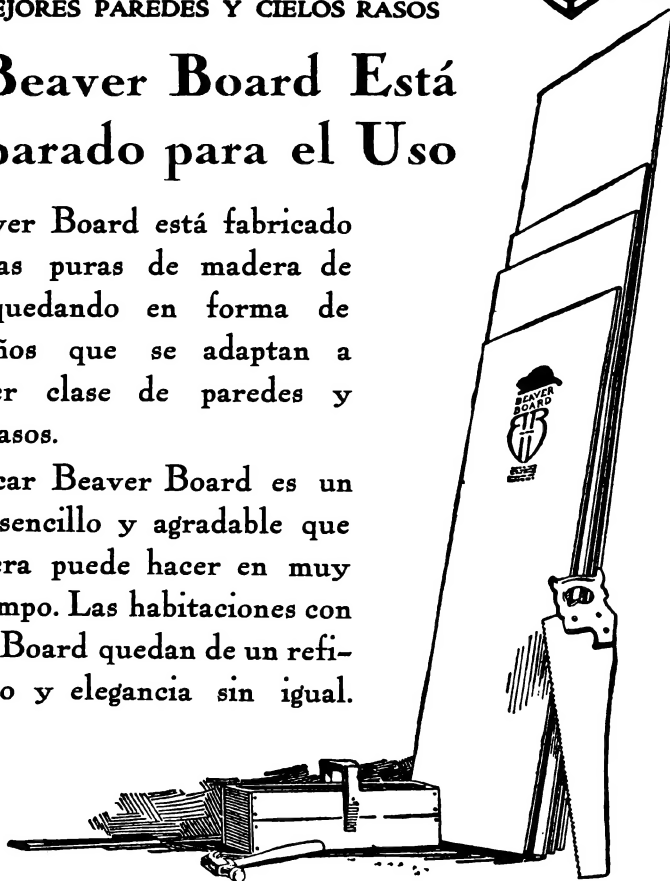 EJORES PAREDES Y CIELOS RASOS
Beaver Board Está
parado para el Uso
ver Board está fabricado
as puras de madera de
quedando en forma de
ños que se adaptan a
er clase de paredes y
asos.
car Beaver Board es un
sencillo y agradable que
era puede hacer en muy
mpo. Las habitaciones con
Board quedan de un refi-
o y elegancia sin igual.
BEAVER
BOARD